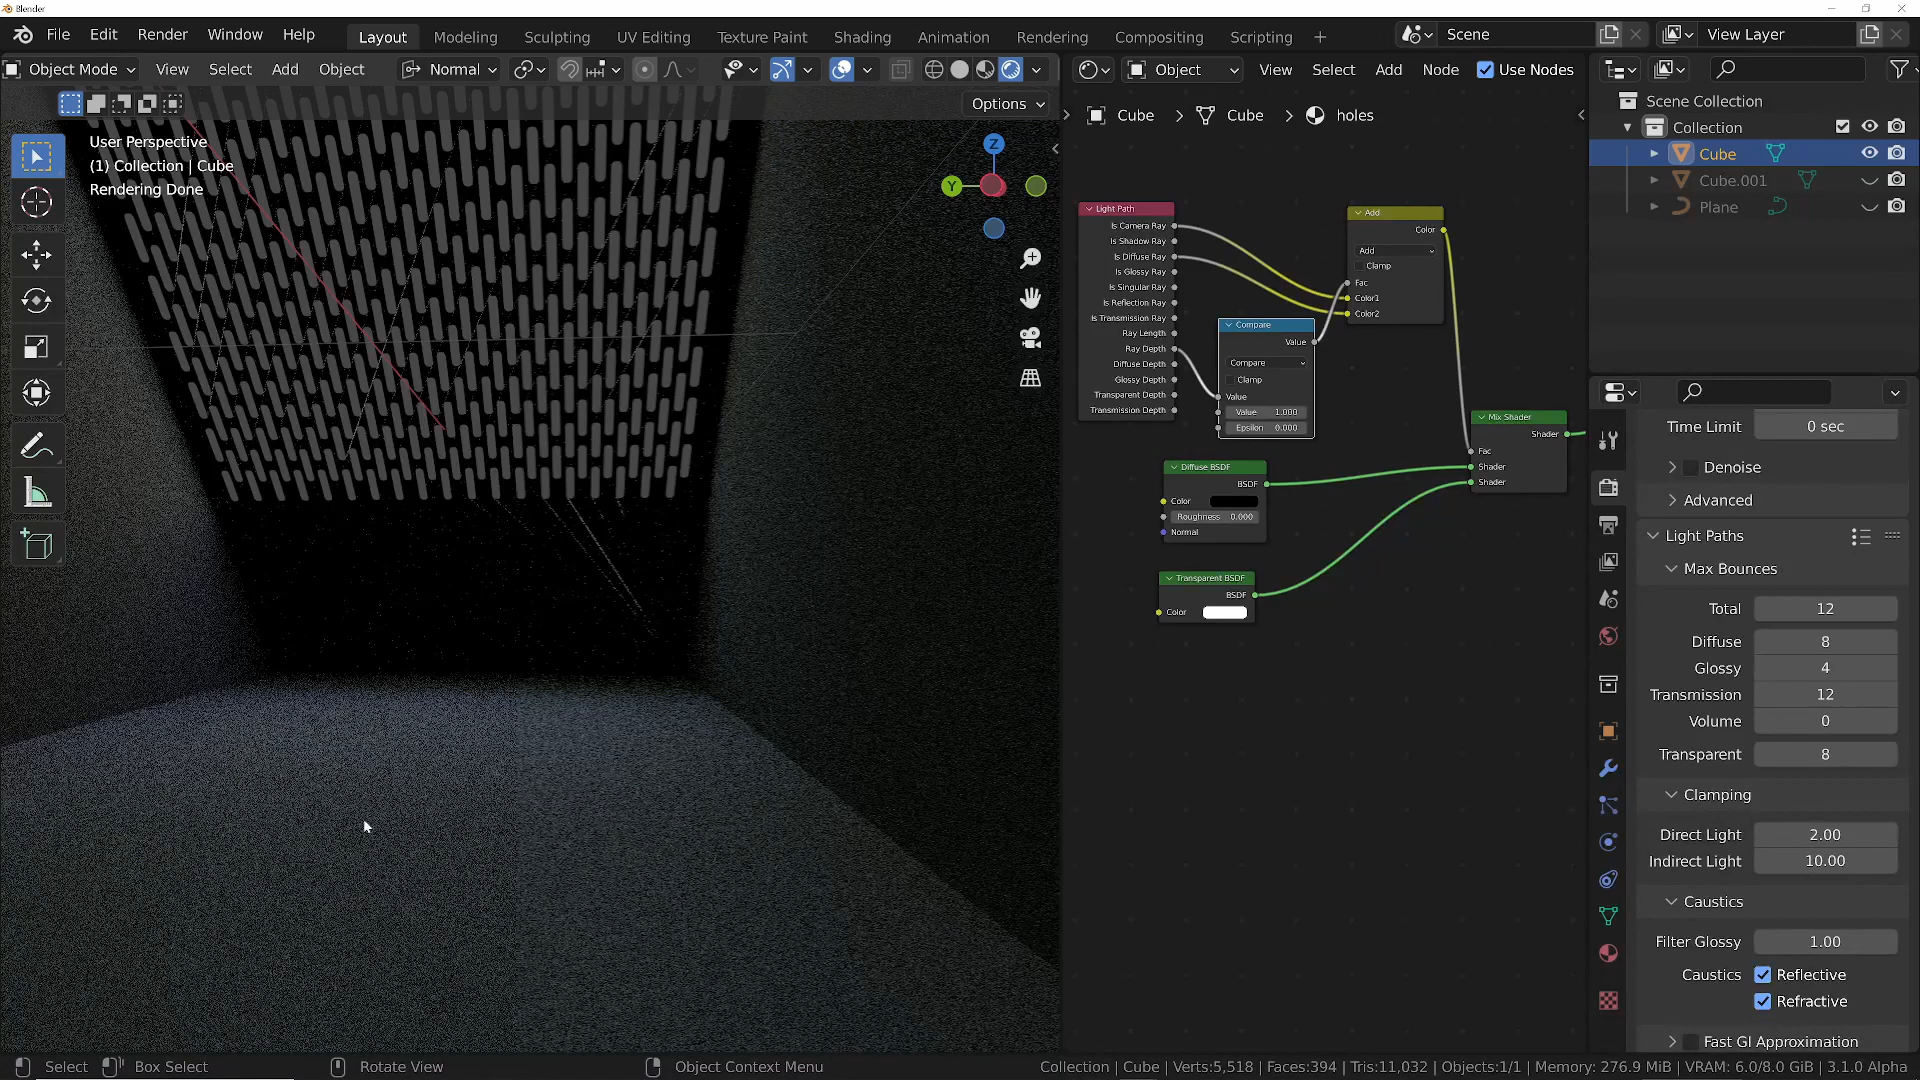 Blender
File Edit Render Window Help
Layout Modeling Sculpting UV Editing Texture Paint Shading Animation Rendering Compositing Scripting
Scene
View Layer
Object Mode View Select Add Object Normal
Options
User Perspective
(1) Collection | Cube
Rendering Done
Z
Y
Object View Select Add Node Use Nodes
Cube > Cube > holes
Light Path
Is Camera Ray
Is Shadow Ray
Is Diffuse Ray
Is Glossy Ray
Is Singular Ray
Is Reflection Ray
Is Transmission Ray
Ray Length
Ray Depth
Diffuse Depth
Glossy Depth
Transparent Depth
Transmission Depth
Compare
Value
Compare
Clamp
Value
Value 1.000
Epsilon 0.000
Add
Color
Add
Clamp
Fac
Color1
Color2
Diffuse BSDF
BSDF
Color
Roughness 0.000
Normal
Transparent BSDF
BSDF
Color
Mix Shader
Shader
Fac
Shader
Shader
Scene Collection
Collection
Cube
Cube.001
Plane
Time Limit 0 sec
Denoise
Advanced
Light Paths
Max Bounces
Total 12
Diffuse 8
Glossy 4
Transmission 12
Volume 0
Transparent 8
Clamping
Direct Light 2.00
Indirect Light 10.00
Caustics
Filter Glossy 1.00
Caustics Reflective
Refractive
Fast GI Approximation
Select Box Select Rotate View Object Context Menu
Collection | Cube | Verts:5,518 | Faces:394 | Tris:11,032 | Objects:1/1 | Memory: 276.9 MiB | VRAM: 6.0/8.0 GiB | 3.1.0 Alpha